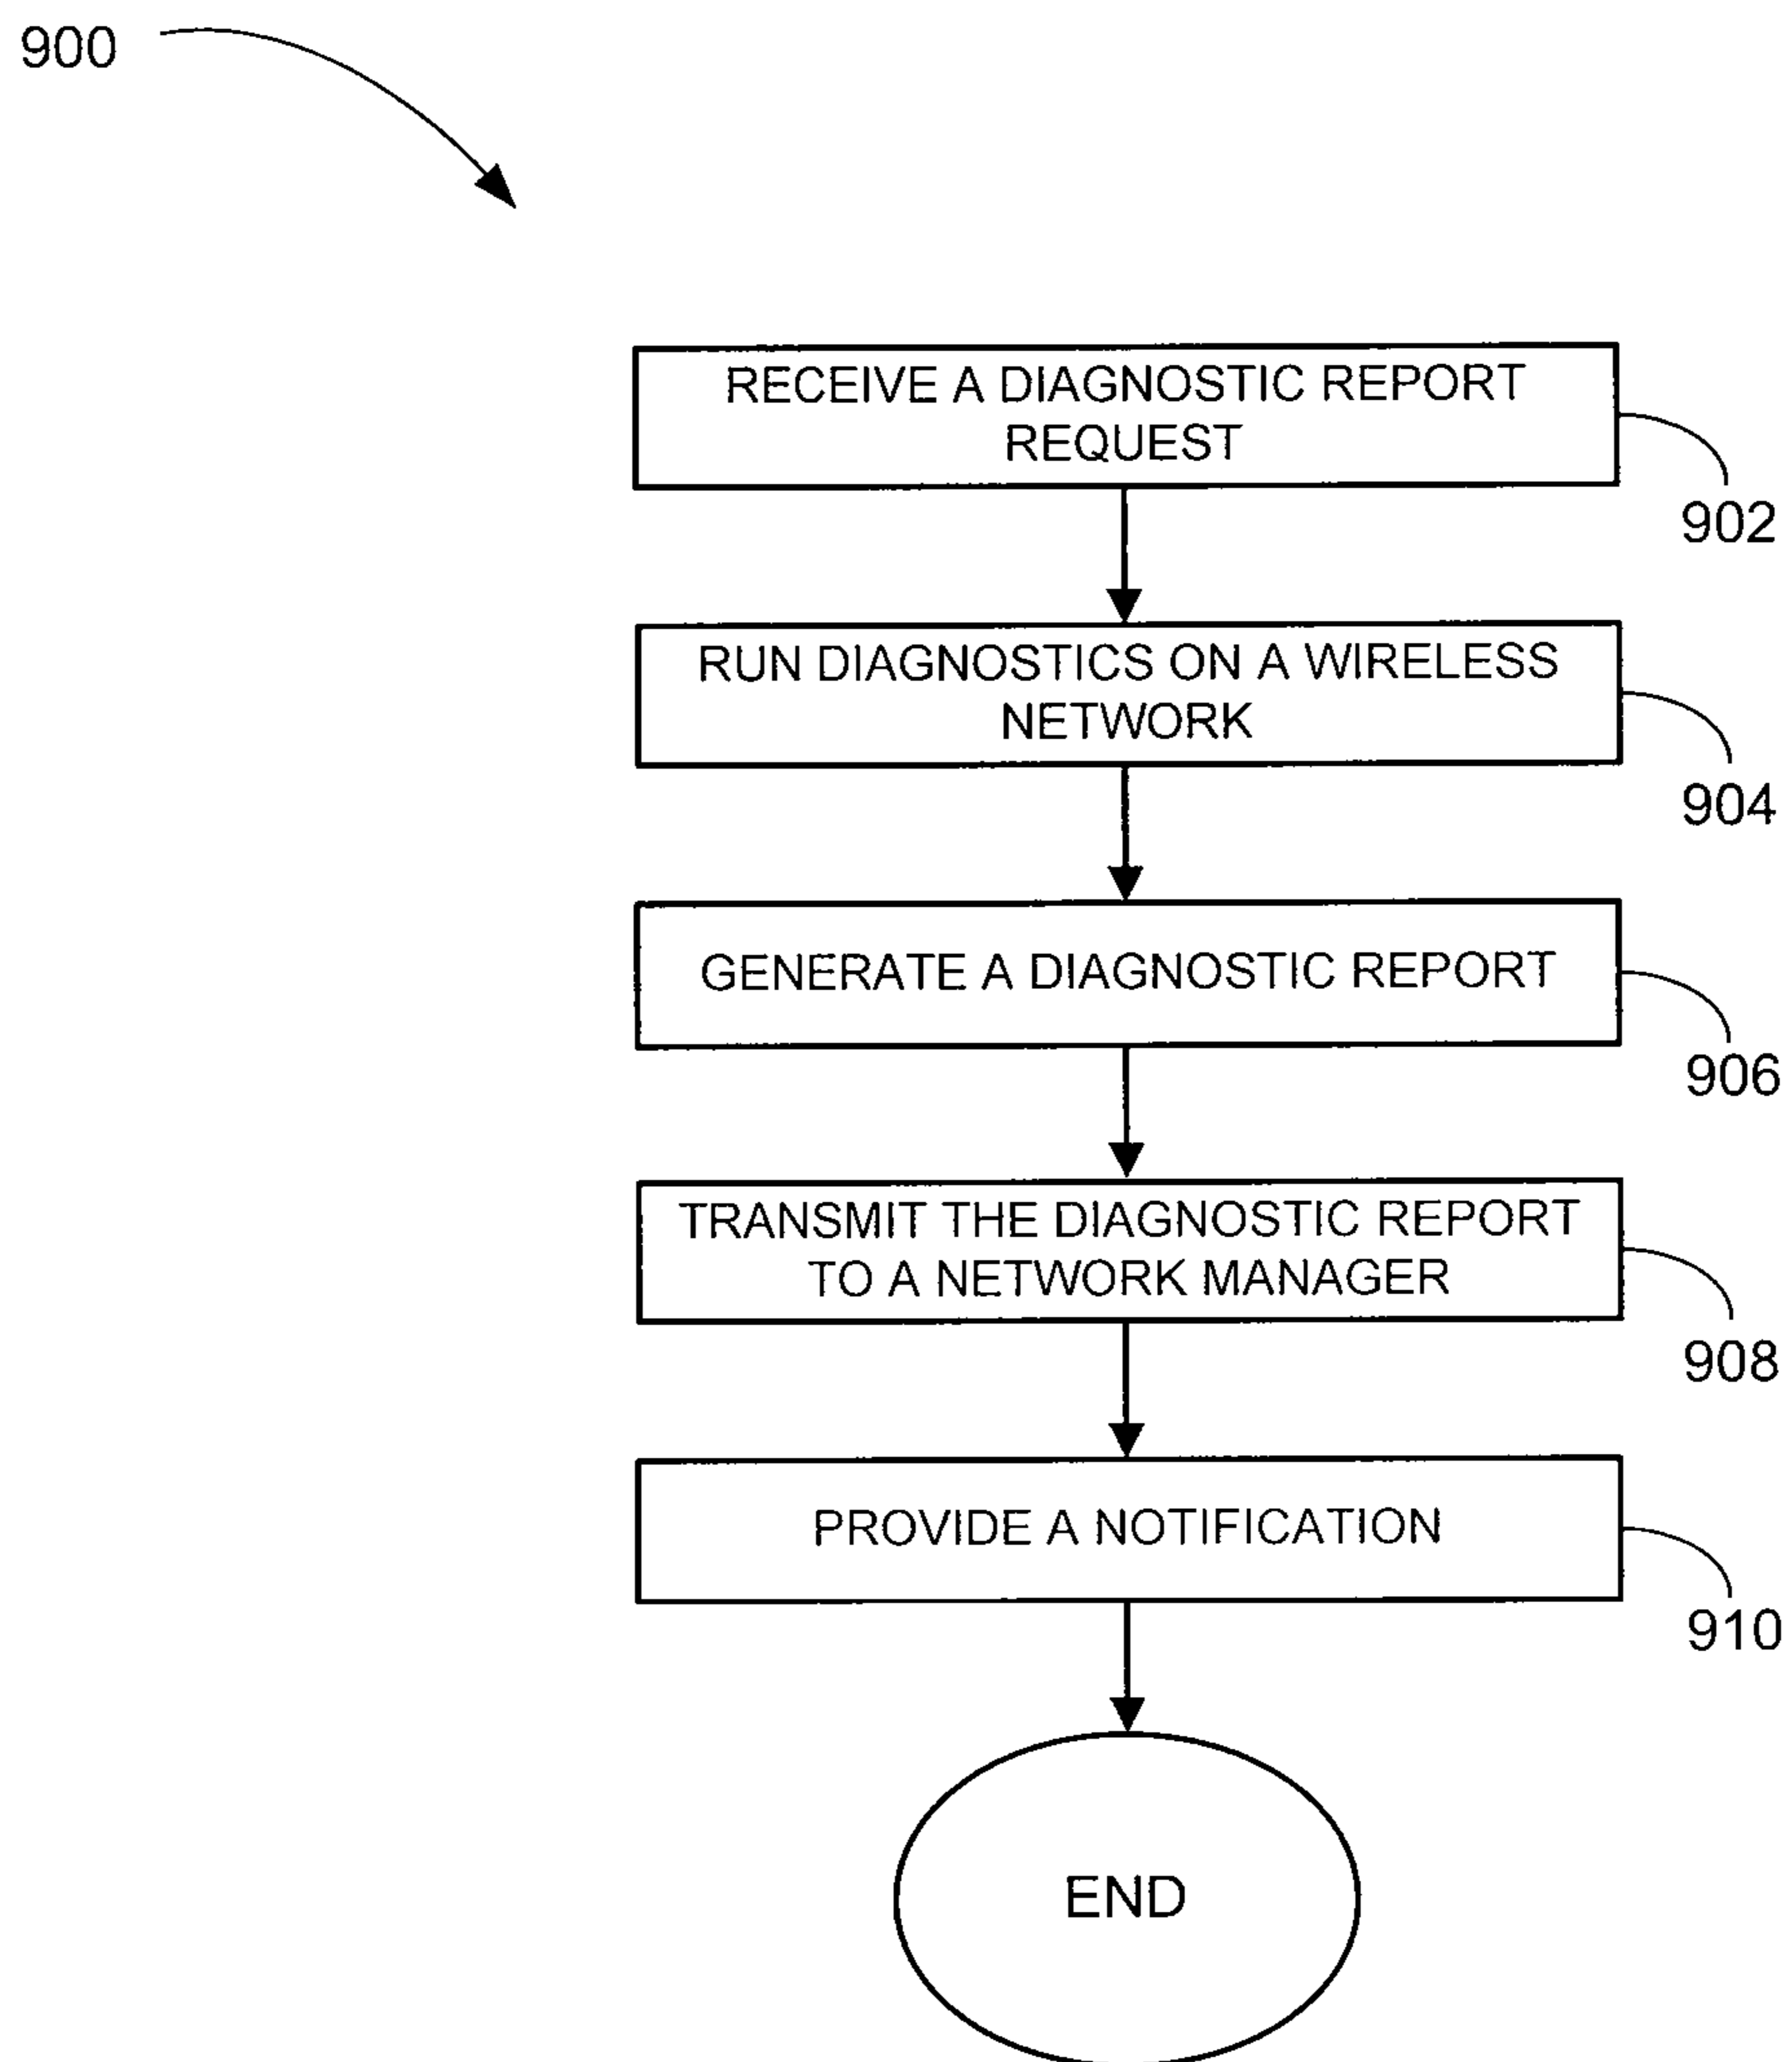 900
RECEIVE A DIAGNOSTIC REPORT
REQUEST
902
RUN DIAGNOSTICS ON A WIRELESS
NETWORK
904
GENERATE A DIAGNOSTIC REPORT
906
TRANSMIT THE DIAGNOSTIC REPORT
TO A NETWORK MANAGER
908
PROVIDE A NOTIFICATION
910
END